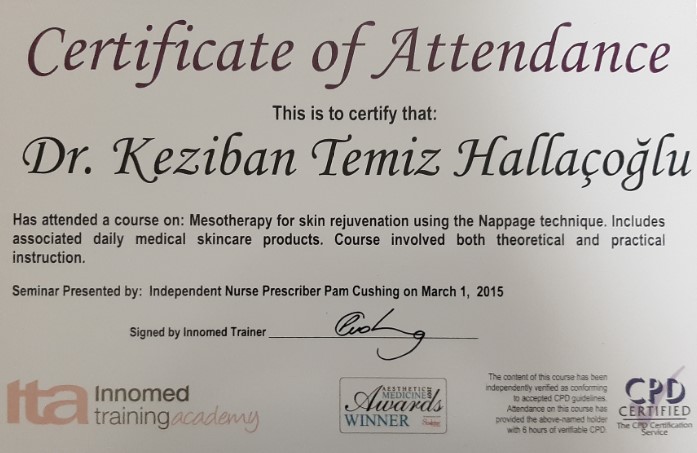 Certificate of Attendance
This is to certify that:
Dr. Keziban Temiz Hallaçoğlu
Has attended a course on: Mesotherapy for skin rejuvenation using the Nappage technique. Includes
associated daily medical skincare products. Course involved both theoretical and practical
instruction.
Seminar Presented by: Independent Nurse Prescriber Pam Cushing on March 1, 2015
Signed by Innomed Trainer
ita Innomed
training academy
AESTHETIC
MEDICINE
Awards
WINNER
The content of this course has been
independently verified as conforming
to accepted CPD guidelines.
Attendance on this course has
provided the above-named holder
with 6 hours of verifiable CPD.
CPD
CERTIFIED
The CPD Certification
Service